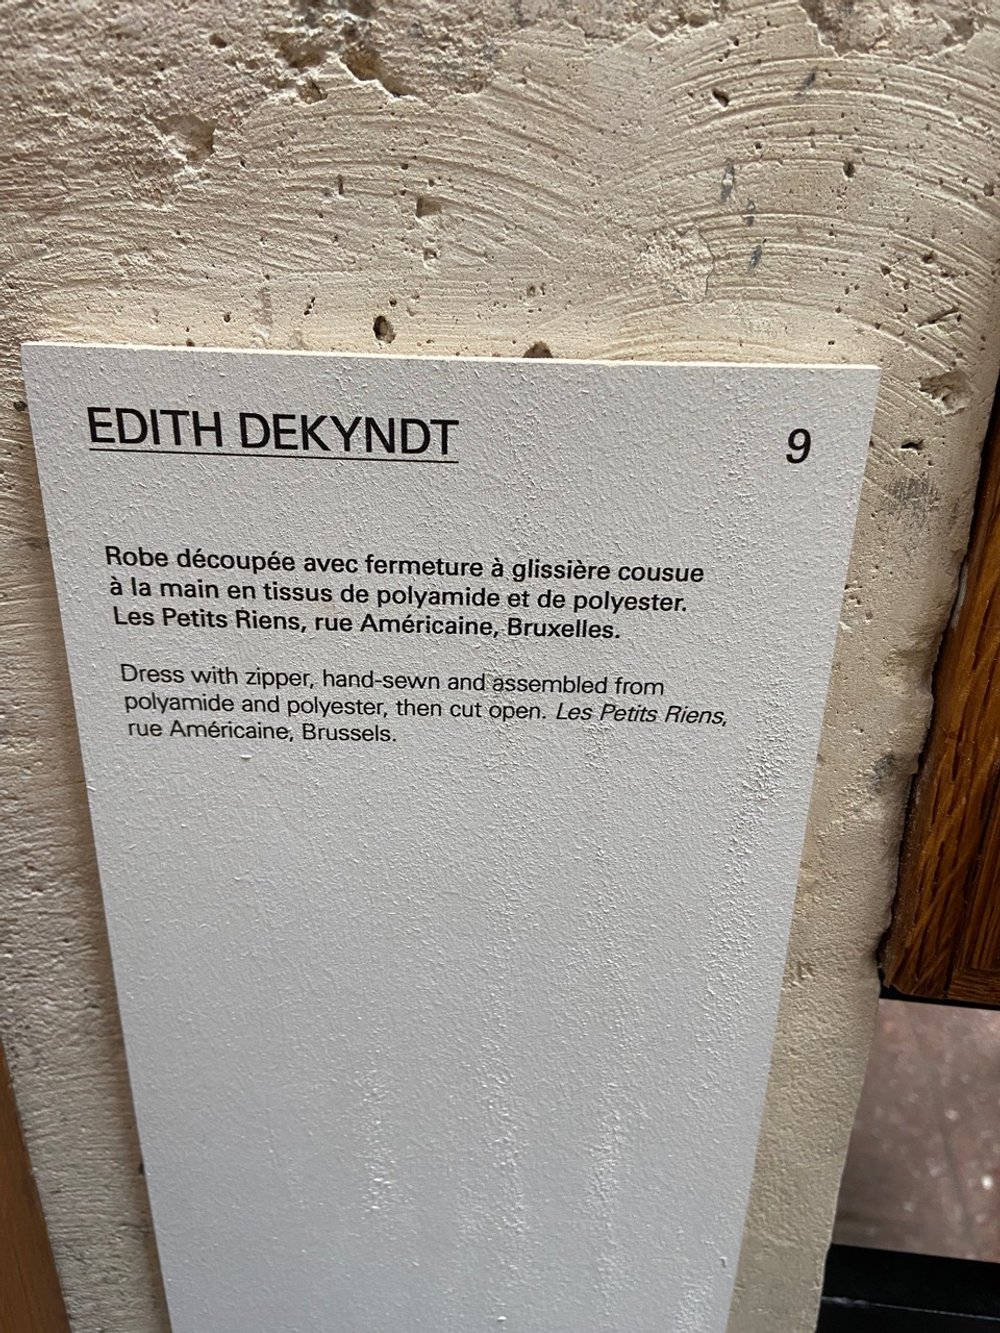 EDITH DEKYNDT
9
Robe découpée avec fermeture à glissière cousue
à la main en tissus de polyamide et de polyester.
Les Petits Riens, rue Américaine, Bruxelles.
Dress with zipper, hand-sewn and assembled from
polyamide and polyester, then cut open. Les Petits Riens,
rue Américaine, Brussels.